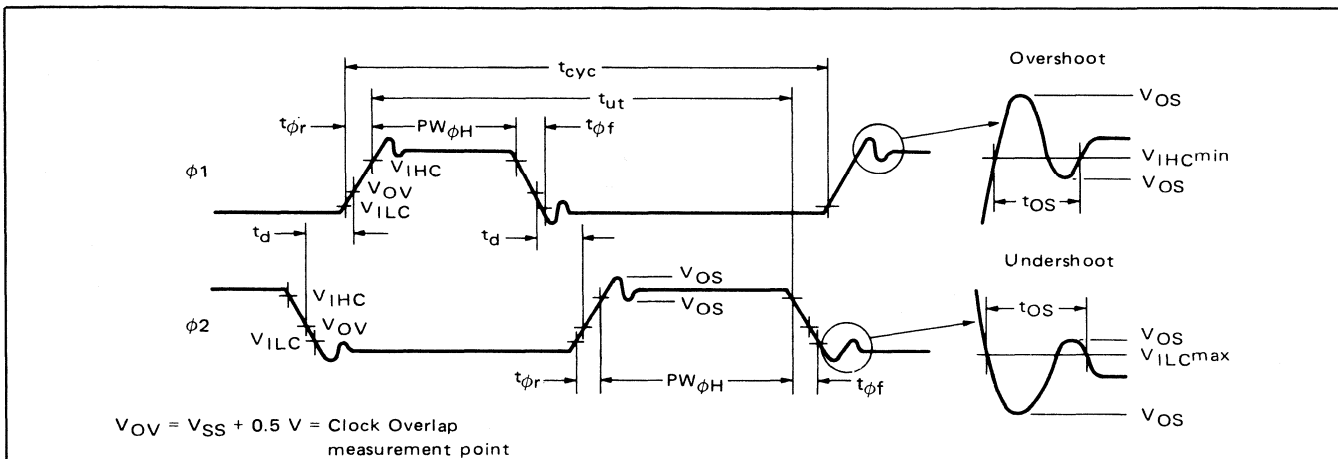 t_cyc
Overshoot
t_ut
V_OS
t_ϕr
PW_ϕH
t_ϕf
V_IHC
V_IHCmin
ϕ1
V_OV
V_OS
V_ILC
t_OS
t_d
t_d
Undershoot
V_OS
V_IHC
V_OS
t_OS
ϕ2
V_OV
V_OS
V_ILC
V_ILCmax
t_ϕr
PW_ϕH
t_ϕf
V_OS
V_OV = V_SS + 0.5 V = Clock Overlap
measurement point